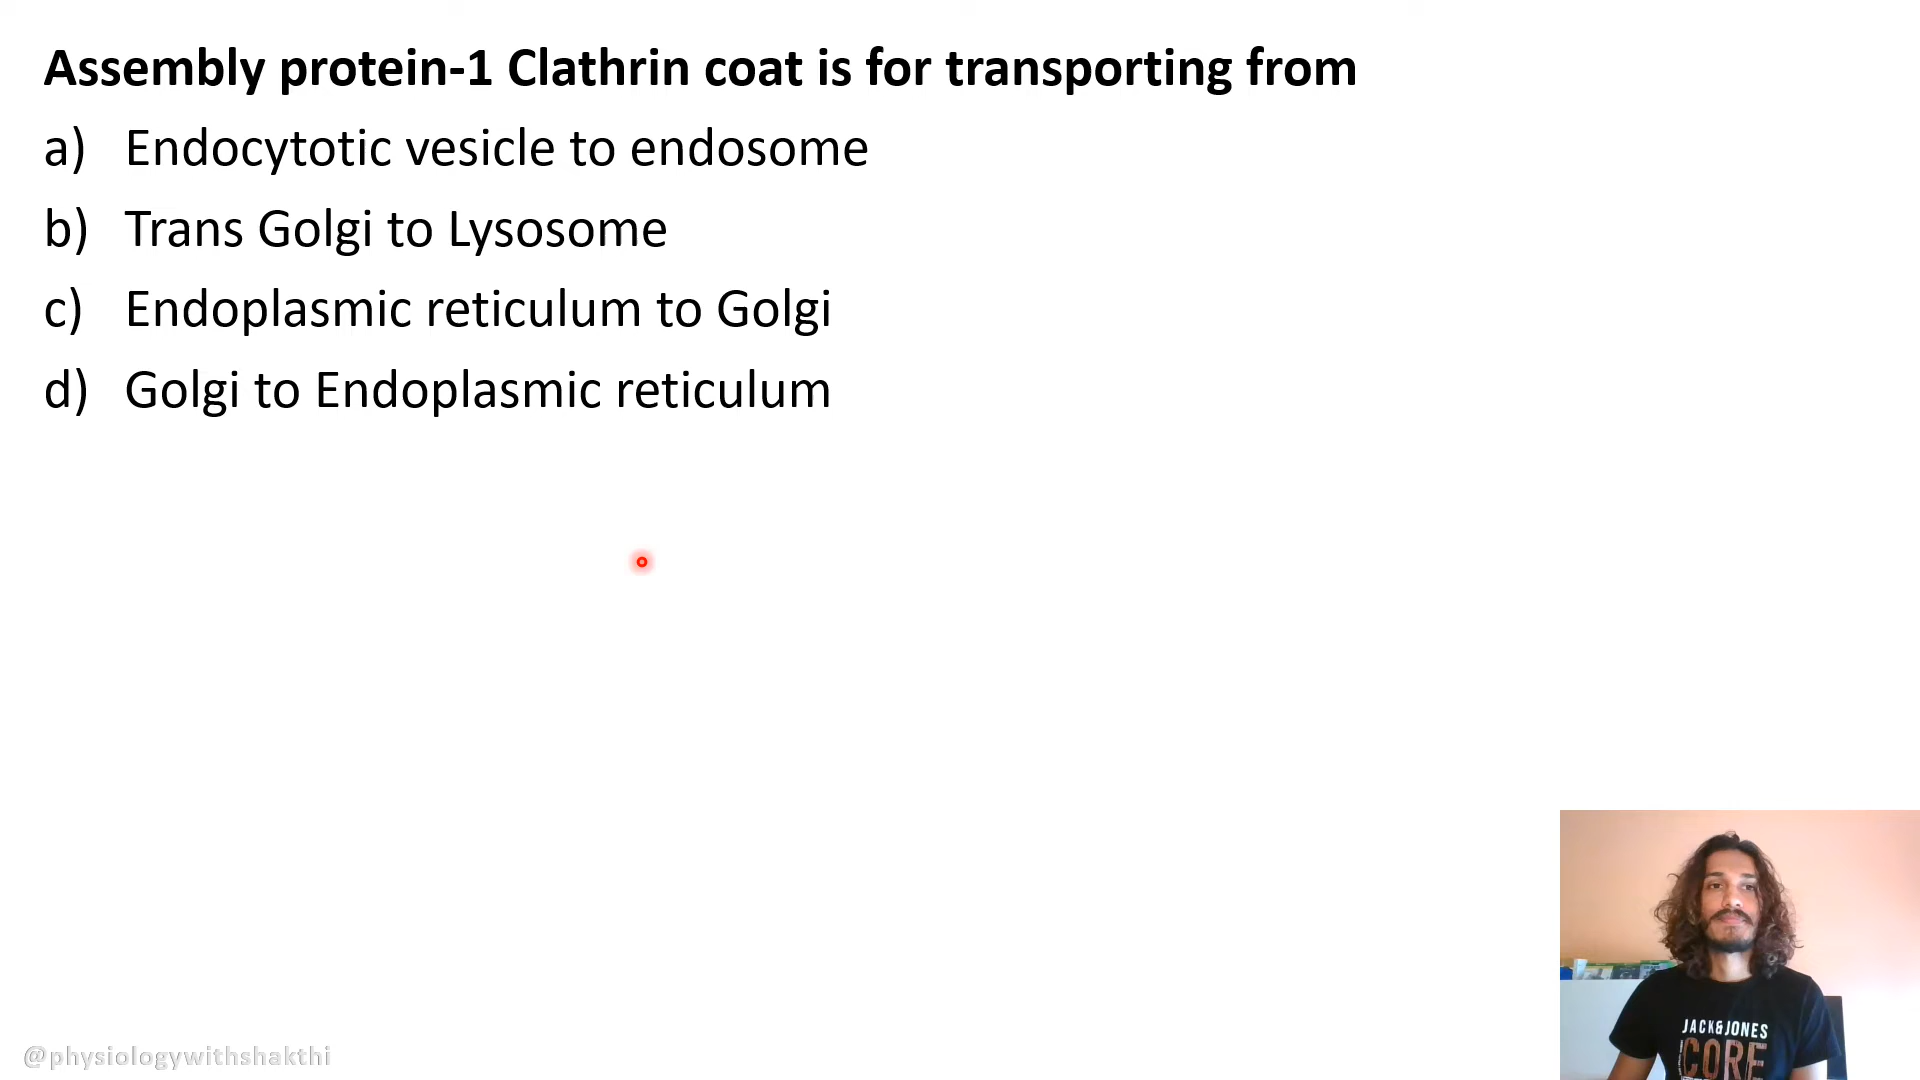 Assembly protein-1 Clathrin coat is for transporting from
a) Endocytotic vesicle to endosome
b) Trans Golgi to Lysosome
c) Endoplasmic reticulum to Golgi
d) Golgi to Endoplasmic reticulum
JACK&JONES
CORE
@physiologywithshakthi